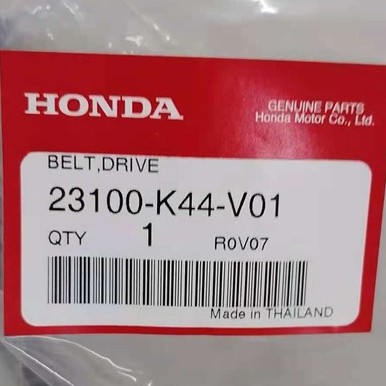 HONDA
GENUINE PARTS
Honda Motor Co., Ltd.
BELT,DRIVE
23100-K44-V01
QTY 1 R0V07
Made in THAILAND